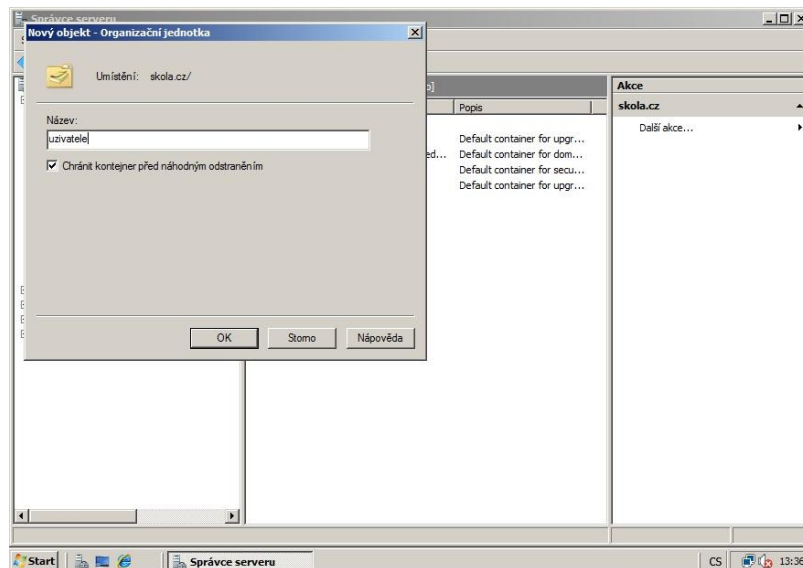 Správce serveru
Nový objekt - Organizační jednotka
Umístění: skola.cz/
Název:
uzivatele
Chránit kontejner před náhodným odstraněním
OK
Storno
Nápověda
Popis
Default container for upgr...
ed... Default container for dom...
Default container for secu...
Default container for upgr...
Akce
skola.cz
Další akce...
Start
Správce serveru
CS
13:36